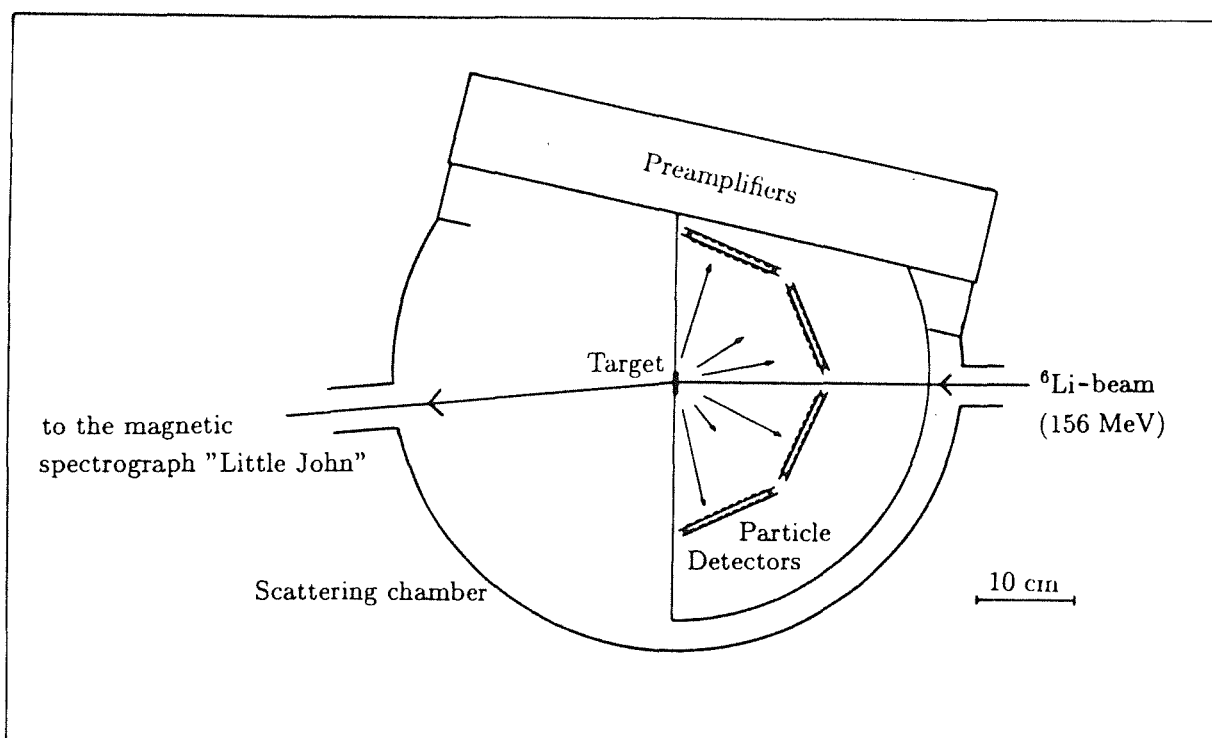 Preamplifiers
Target
⁶Li-beam
(156 MeV)
to the magnetic
spectrograph "Little John"
Particle
Detectors
Scattering chamber
10 cm